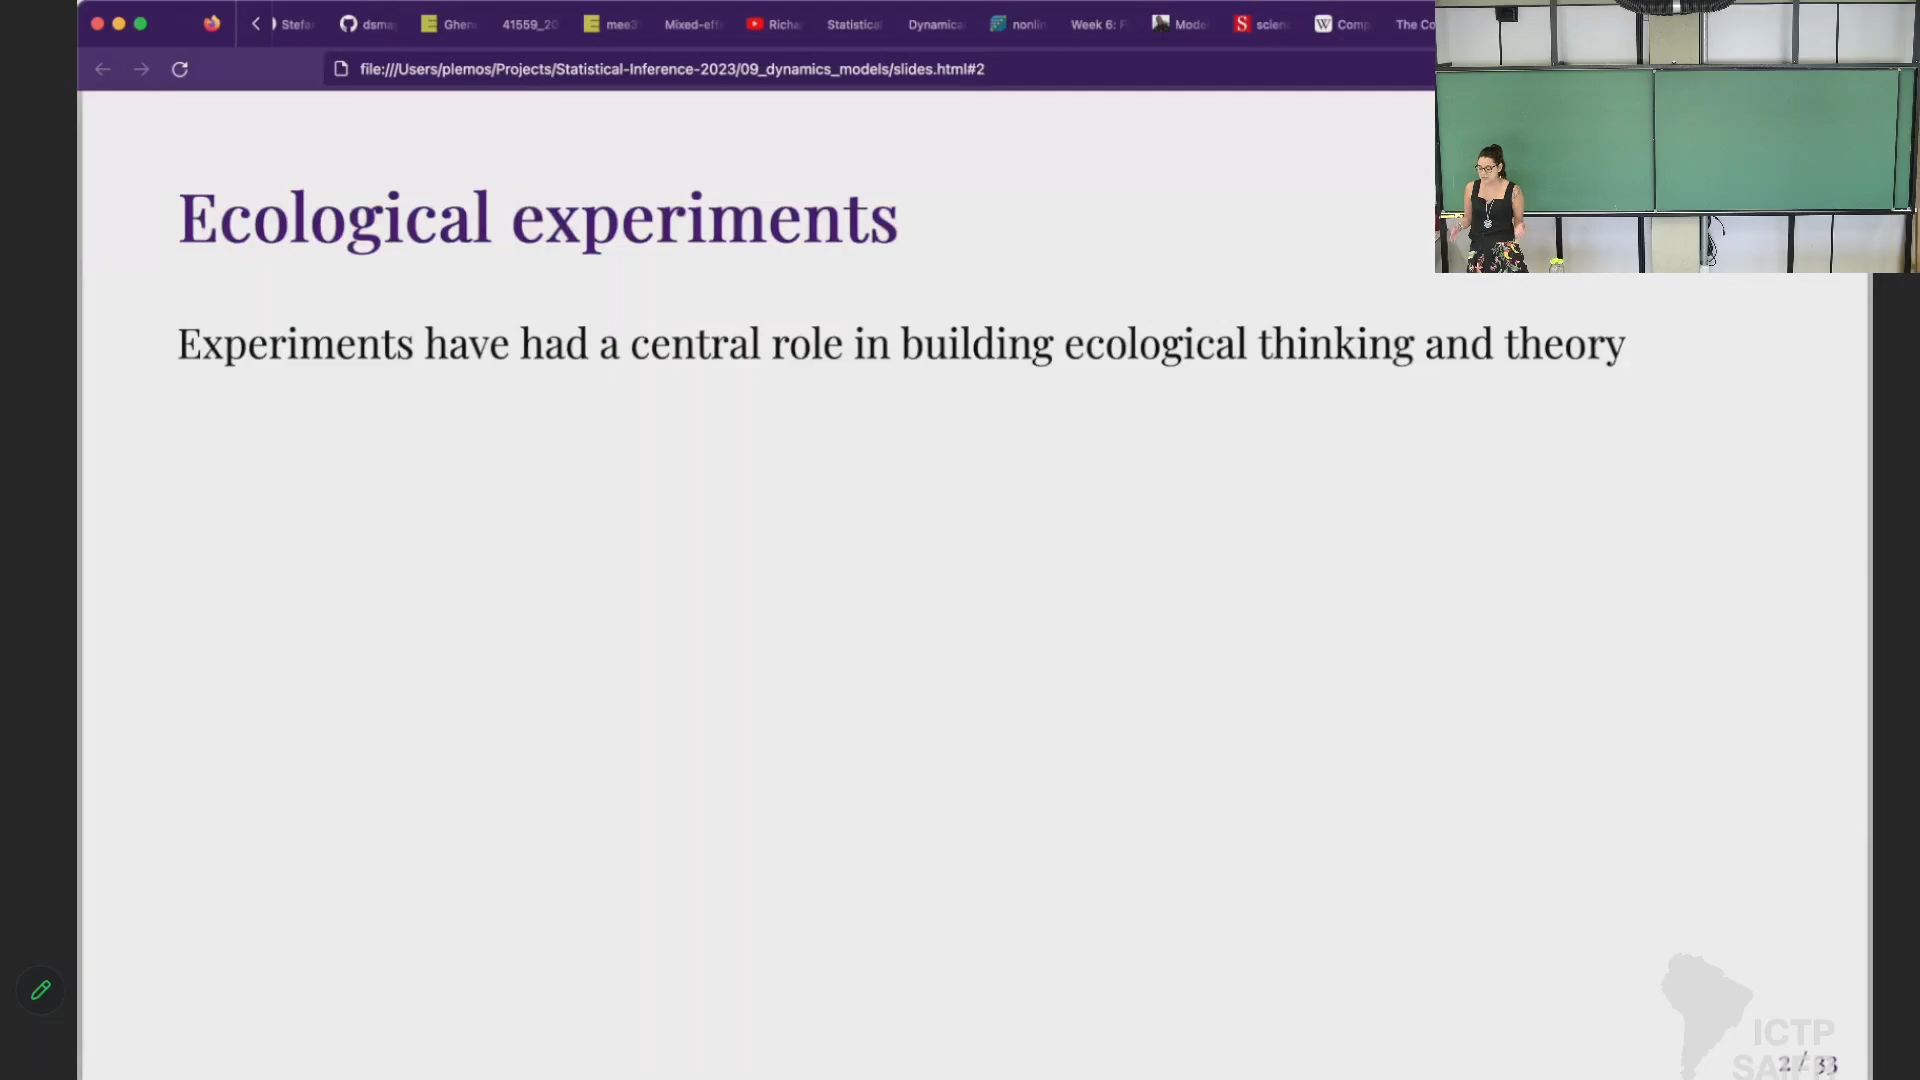 Stefa
dsma
Ghen
41559_20
mee3
Mixed-eff
Richa
Statistical
Dynamica
nonlin
Week 6: F
Mode
scienc
Comp
The Co
file:///Users/plemos/Projects/Statistical-Inference-2023/09_dynamics_models/slides.html#2
Ecological experiments
Experiments have had a central role in building ecological thinking and theory
ICTP
SAIFR
2 / 33